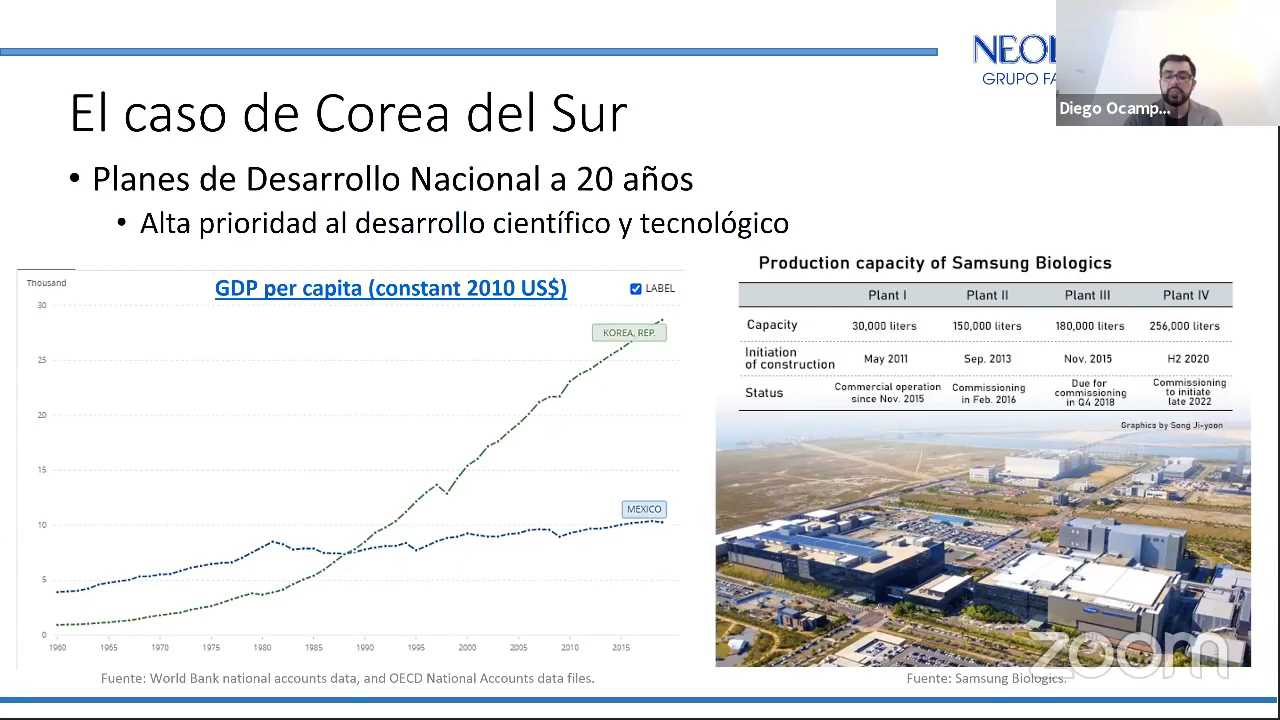 NEOL
GRUPO FA
Diego Ocamp...
El caso de Corea del Sur
• Planes de Desarrollo Nacional a 20 años
• Alta prioridad al desarrollo científico y tecnológico
GDP per capita (constant 2010 US$)
Thousand
LABEL
30
25
20
15
10
5
0
KOREA, REP.
MEXICO
1960 1965 1970 1975 1980 1985 1990 1995 2000 2005 2010 2015
Fuente: World Bank national accounts data, and OECD National Accounts data files.
Production capacity of Samsung Biologics
Plant I Plant II Plant III Plant IV
Capacity 30,000 liters 150,000 liters 180,000 liters 256,000 liters
Initiation of construction May 2011 Sep. 2013 Nov. 2015 H2 2020
Status Commercial operation since Nov. 2015 Commissioning in Feb. 2016 Due for commissioning in Q4 2018 Commissioning to initiate late 2022
Graphics by Song Ji-yoon
zoom
Fuente: Samsung Biologics.